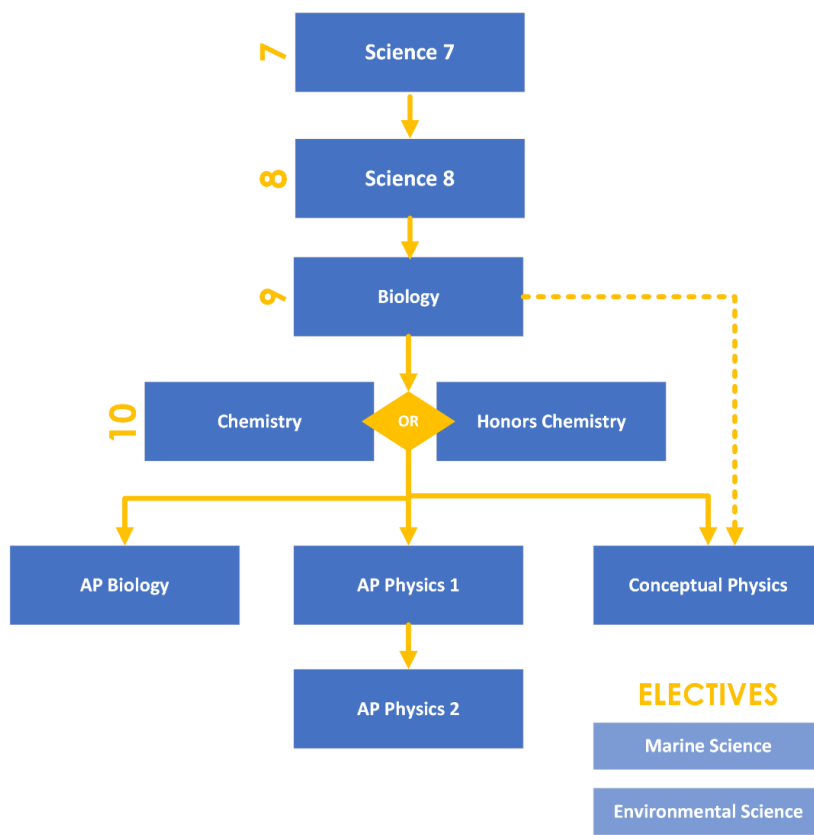 7
Science 7
8
Science 8
9
Biology
10
Chemistry
OR
Honors Chemistry
AP Biology
AP Physics 1
Conceptual Physics
AP Physics 2
ELECTIVES
Marine Science
Environmental Science